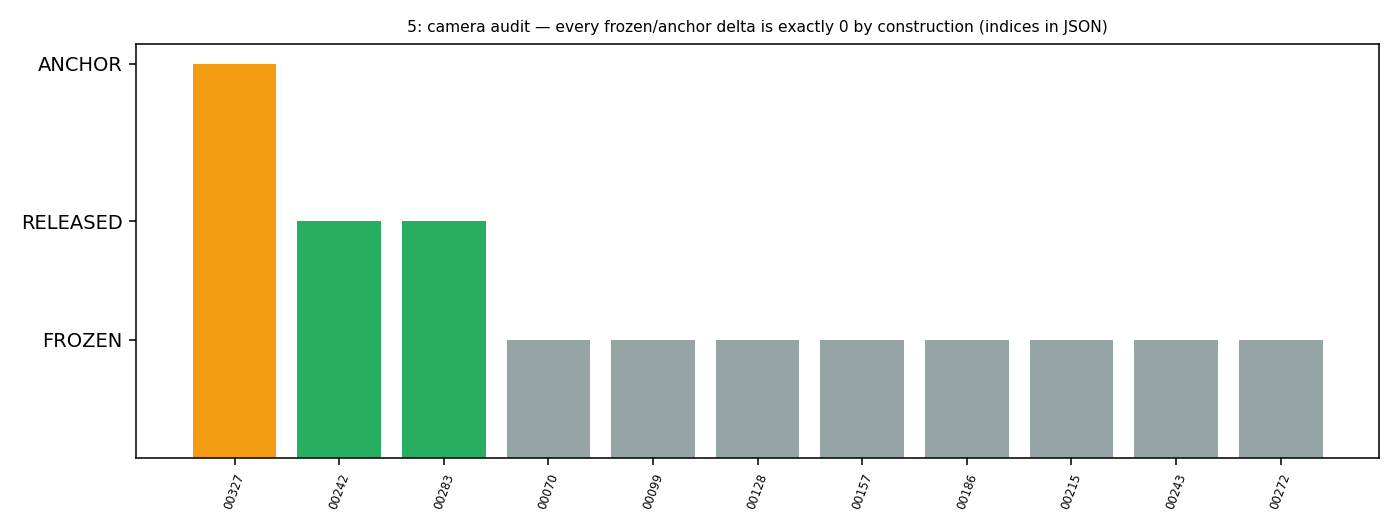 5: camera audit — every frozen/anchor delta is exactly 0 by construction (indices in JSON)
ANCHOR
RELEASED
FROZEN
00327
00242
00283
00070
00099
00128
00157
00186
00215
00243
00272